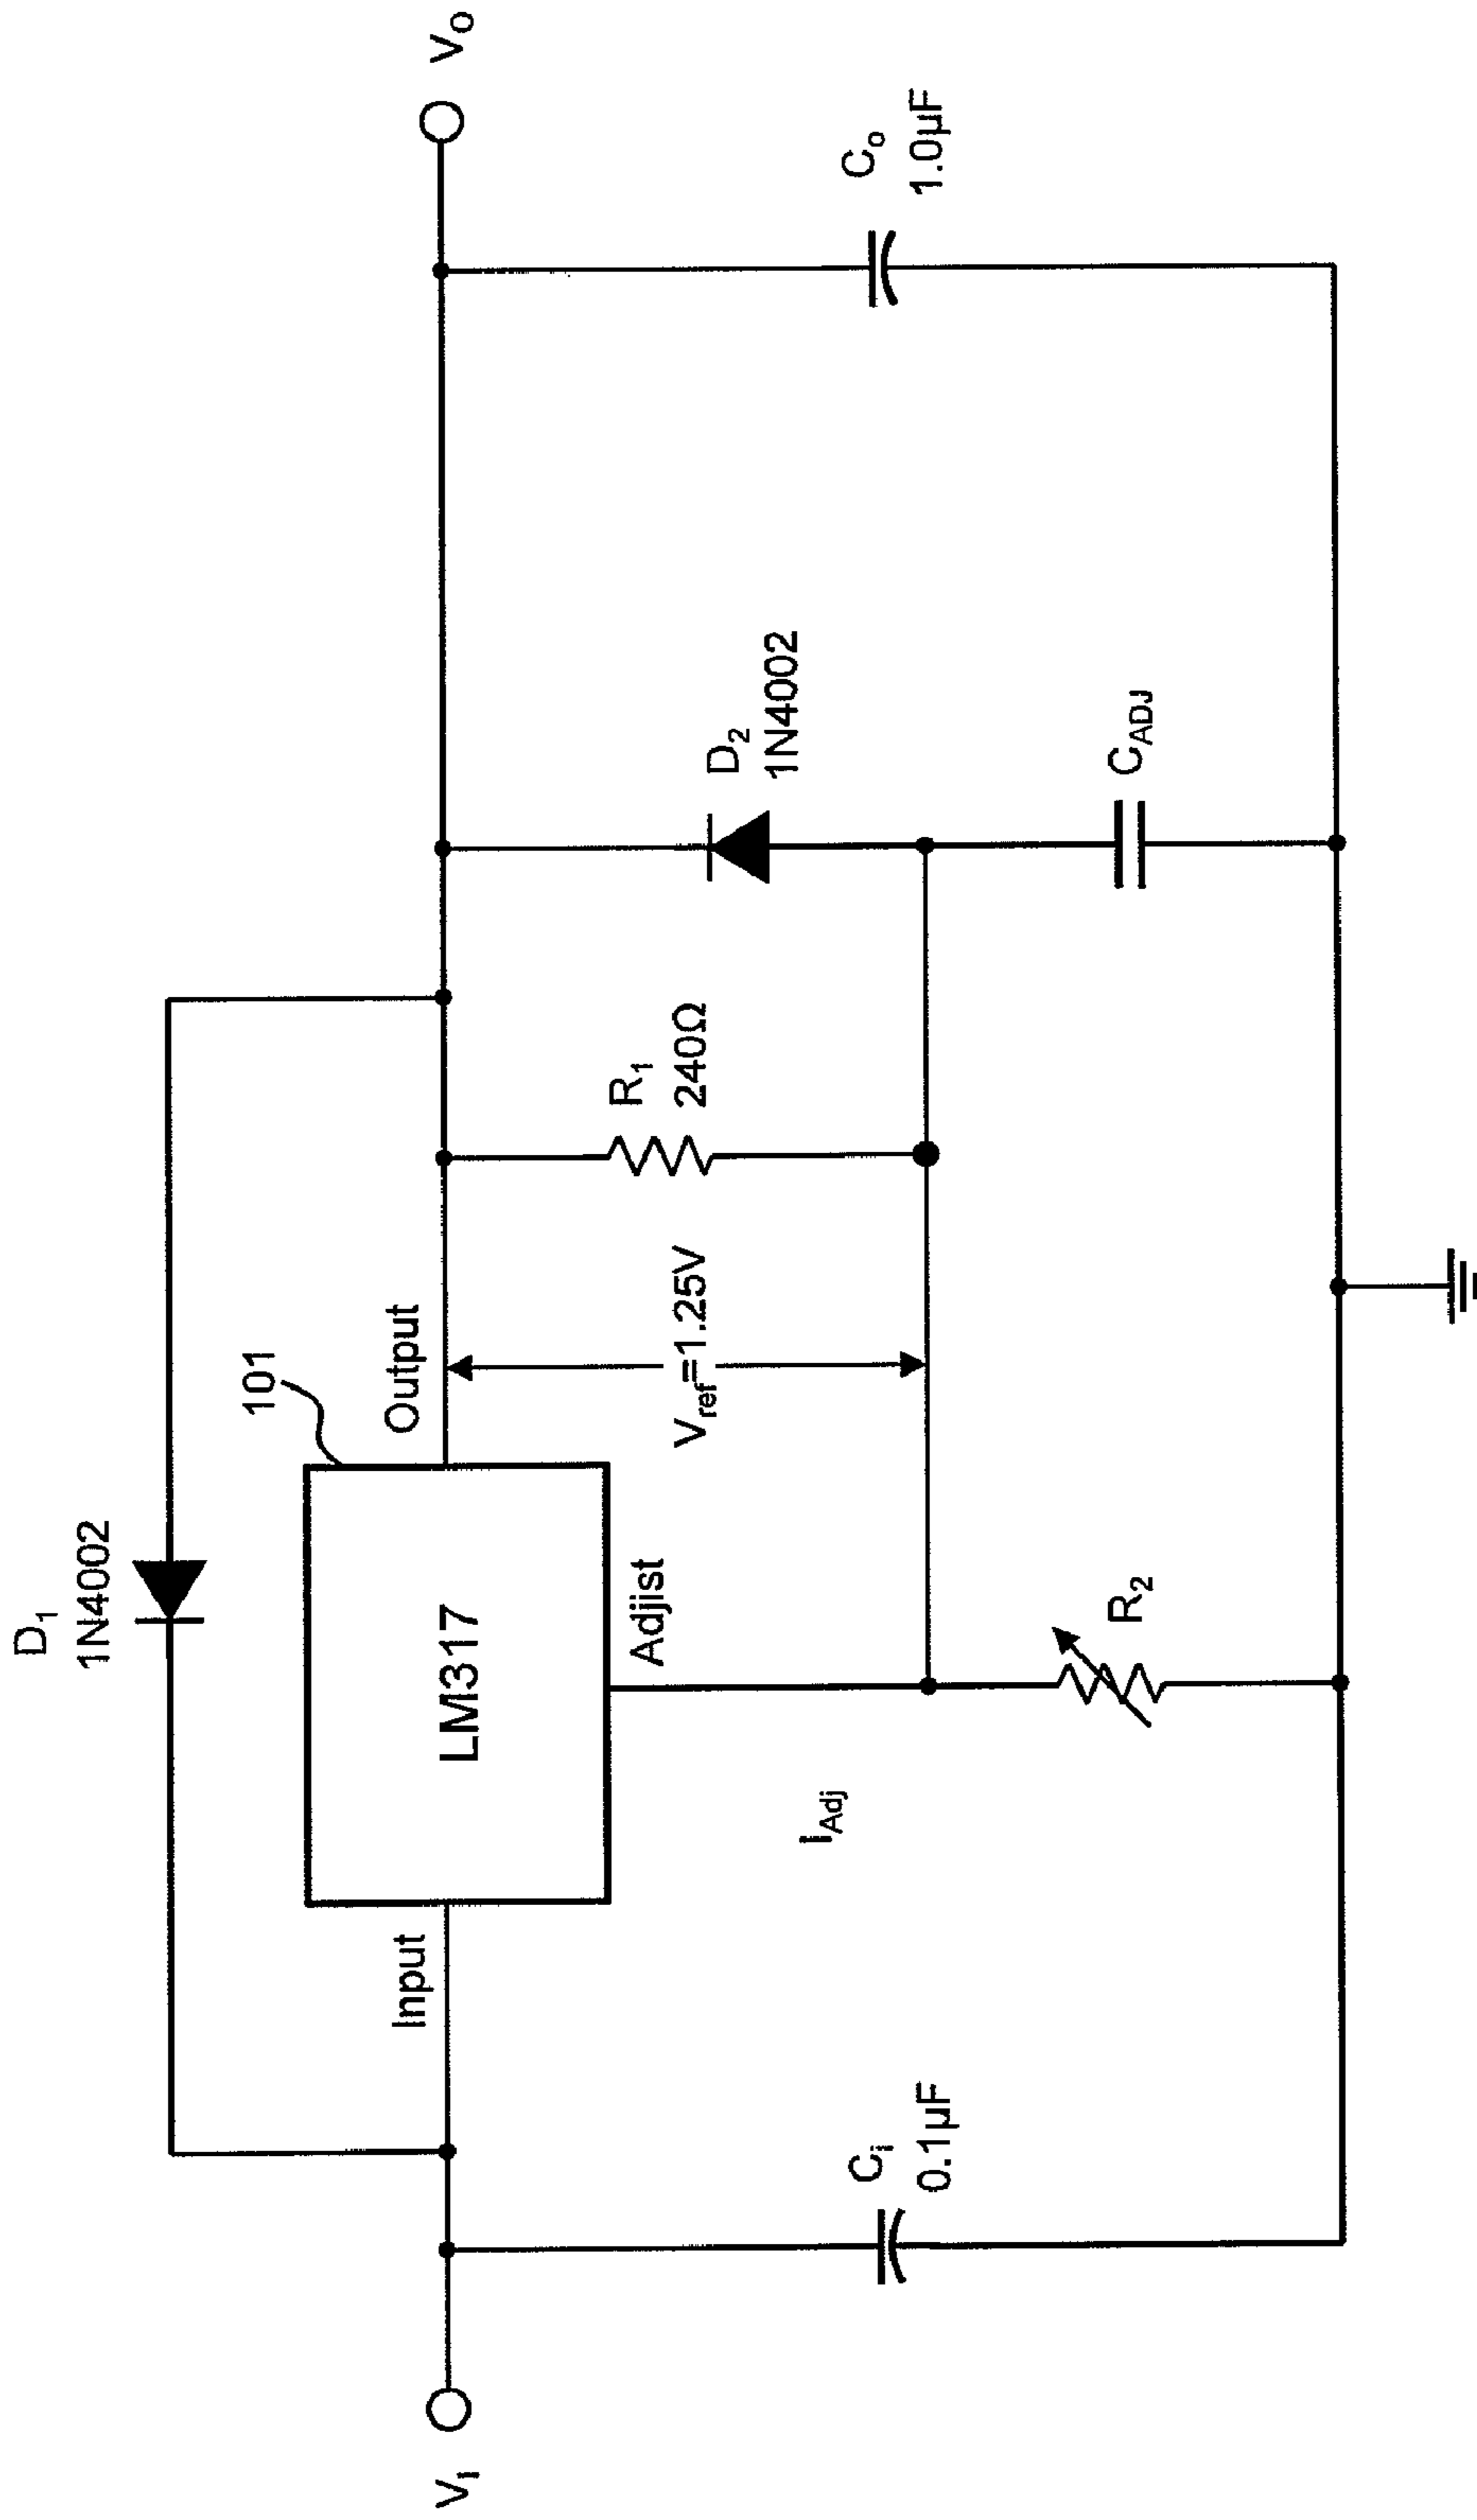 D1
1N4002
101
Input
LM317
Output
VI
VO
Adjist
Vref=1.25V
R1
240Ω
D2
1N4002
IAdj
Ci
0.1µF
Co
1.0µF
R2
CADJ